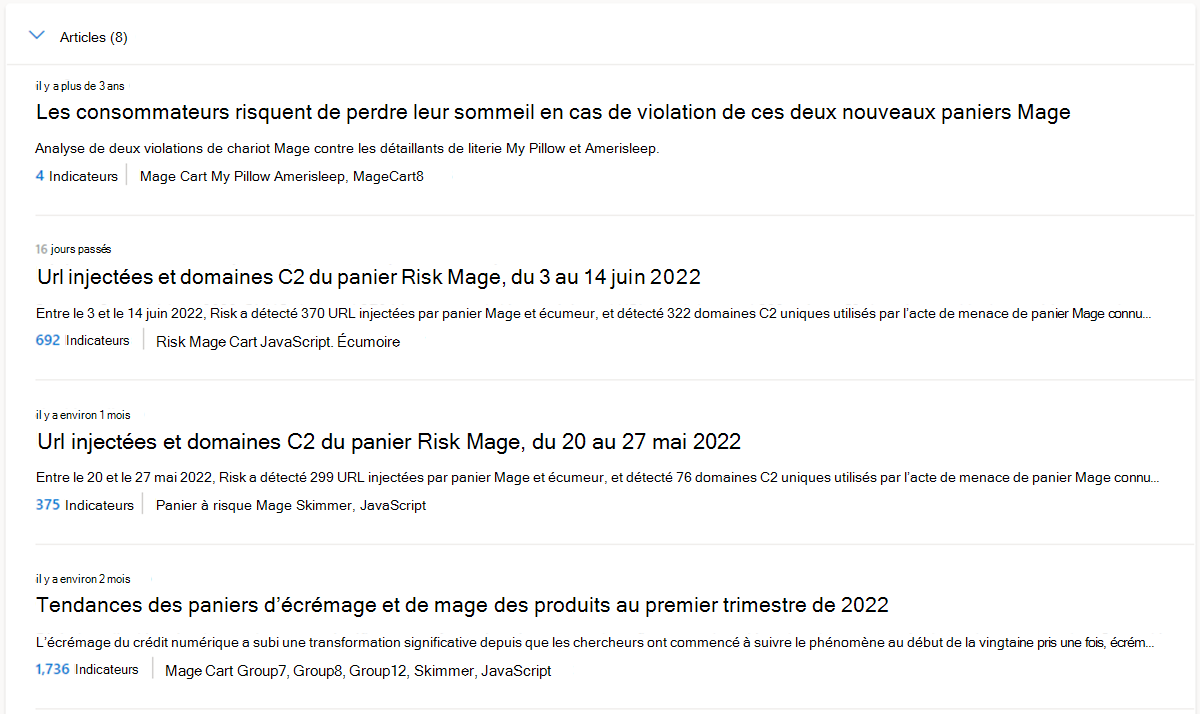 Articles (8)
il y a plus de 3 ans
Les consommateurs risquent de perdre leur sommeil en cas de violation de ces deux nouveaux paniers Mage
Analyse de deux violations de chariot Mage contre les détaillants de literie My Pillow et Amerisleep.
4 Indicateurs Mage Cart My Pillow Amerisleep, MageCart8
16 jours passés
Url injectées et domaines C2 du panier Risk Mage, du 3 au 14 juin 2022
Entre le 3 et le 14 juin 2022, Risk a détecté 370 URL injectées par panier Mage et écumeur, et détecté 322 domaines C2 uniques utilisés par l’acte de menace de panier Mage connu...
692 Indicateurs Risk Mage Cart JavaScript. Écumoire
il y a environ 1 mois
Url injectées et domaines C2 du panier Risk Mage, du 20 au 27 mai 2022
Entre le 20 et le 27 mai 2022, Risk a détecté 299 URL injectées par panier Mage et écumeur, et détecté 76 domaines C2 uniques utilisés par l’acte de menace de panier Mage connu...
375 Indicateurs Panier à risque Mage Skimmer, JavaScript
il y a environ 2 mois
Tendances des paniers d’écrémage et de mage des produits au premier trimestre de 2022
L’écrémage du crédit numérique a subi une transformation significative depuis que les chercheurs ont commencé à suivre le phénomène au début de la vingtaine pris une fois, écrém...
1,736 Indicateurs Mage Cart Group7, Group8, Group12, Skimmer, JavaScript